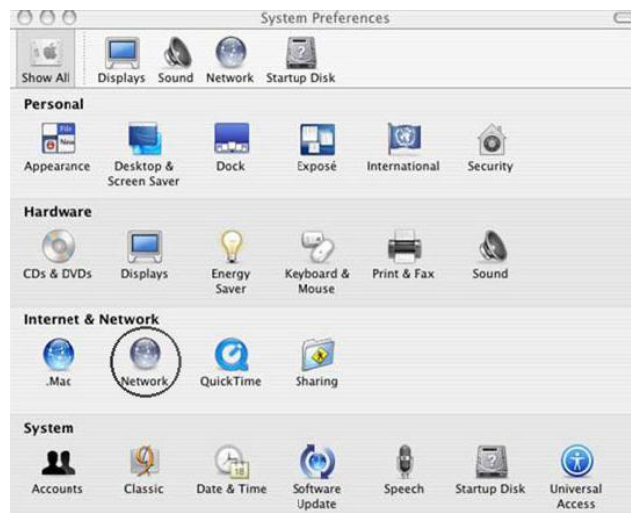 System Preferences
Show All Displays Sound Network Startup Disk
Personal
Appearance Desktop & Screen Saver Dock Exposé International Security
Hardware
CDs & DVDs Displays Energy Saver Keyboard & Mouse Print & Fax Sound
Internet & Network
.Mac Network QuickTime Sharing
System
Accounts Classic Date & Time Software Update Speech Startup Disk Universal Access